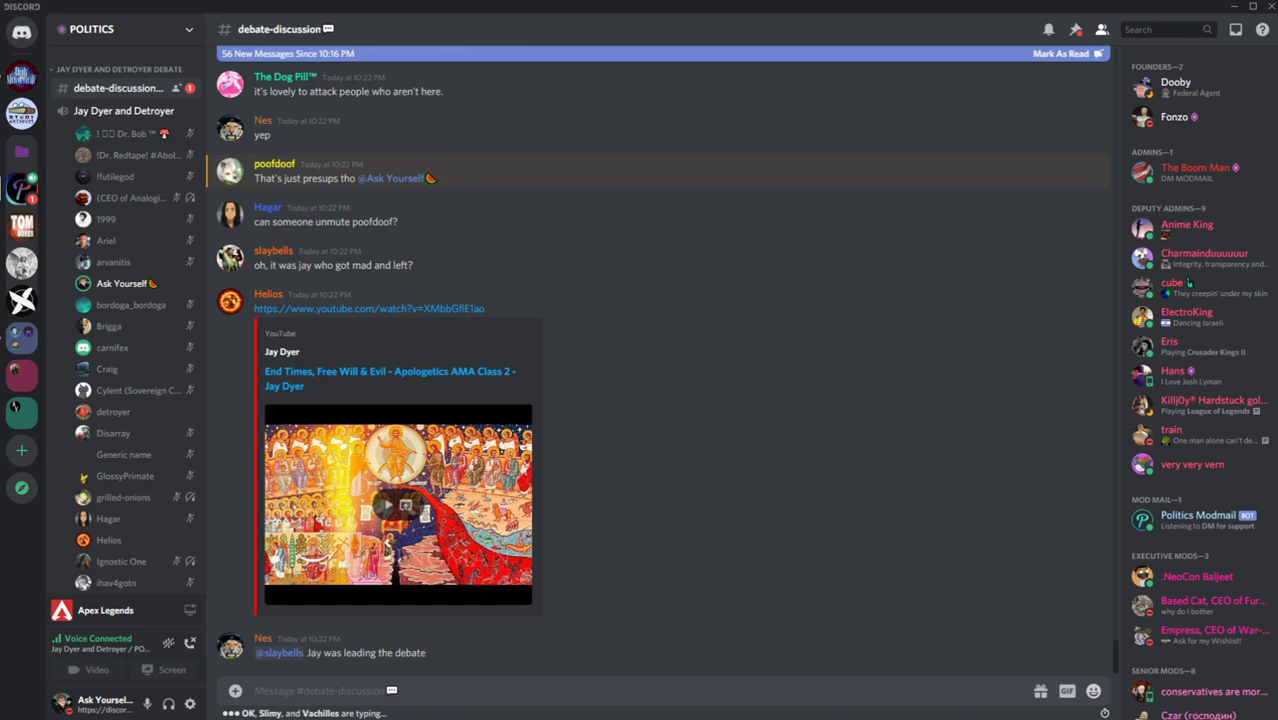 DISCORD
POLITICS
JAY DYER AND DETROYER DEBATE
debate-discussion...
1
Jay Dyer and Detroyer
! Dr. Bob ™
!Dr. Redtape! #Abol...
!futilegod
(CEO of Analogi...
1999
Ariel
arvanitis
Ask Yourself
bordoga_bordoga
Brigga
carnifex
Craig
Cylent (Sovereign C...
detroyer
Disarray
Generic name
GlossyPrimate
grilled-onions
Hagar
Helios
Ignostic One
ihav4gotn
Apex Legends
Voice Connected
Jay Dyer and Detroyer / PO...
Video
Screen
Ask Yoursel...
https://discor...
STUDY
ARCHIVES
1
TOM
debate-discussion
Search
56 New Messages Since 10:16 PM
Mark As Read
The Dog Pill™ Today at 10:22 PM
it's lovely to attack people who aren't here.
Nes Today at 10:22 PM
yep
poofdoof Today at 10:22 PM
That's just presups tho @Ask Yourself
Hagar Today at 10:22 PM
can someone unmute poofdoof?
slaybells Today at 10:22 PM
oh, it was jay who got mad and left?
Helios Today at 10:22 PM
https://www.youtube.com/watch?v=XMbbGflE1ao
YouTube
Jay Dyer
End Times, Free Will & Evil - Apologetics AMA Class 2 -
Jay Dyer
Nes Today at 10:22 PM
@slaybells Jay was leading the debate
Message #debate-discussion
GIF
OK, Slimy, and Vachilles are typing...
FOUNDERS—2
Dooby
Federal Agent
Fonzo
ADMINS—1
The Boom Man
DM MODMAIL
DEPUTY ADMINS—9
Anime King
Charmainduuuuuur
Integrity, transparency and...
cube
They creepin' under my skin
ElectroKing
Dancing Israeli
Eris
Playing Crusader Kings II
Hans
I Love Josh Lyman
Killj0y® Hardstuck gol...
Playing League of Legends
train
One man alone can't de...
very very vern
MOD MAIL—1
Politics Modmail BOT
Listening to DM for support
EXECUTIVE MODS—3
.NeoCon Baljeet
Based Cat, CEO of Fur...
why do I bother
Empress, CEO of War-...
Ask for my Wishlist!
SENIOR MODS—8
conservatives are mor...
Czar (господин)